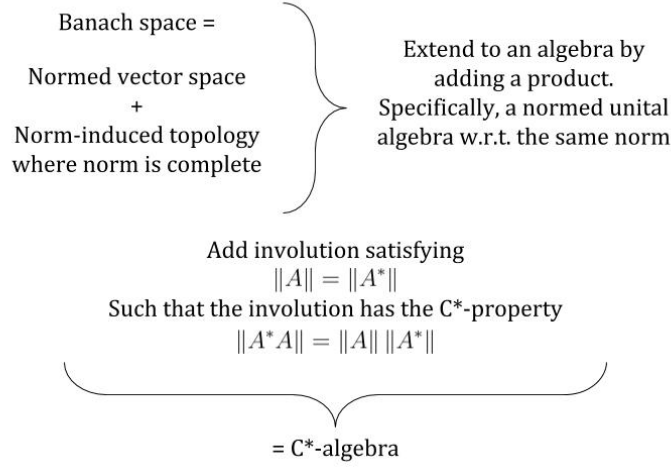 Banach space =
Normed vector space
+
Norm-induced topology
where norm is complete
Extend to an algebra by
adding a product.
Specifically, a normed unital
algebra w.r.t. the same norm
Add involution satisfying
‖A‖ = ‖A*‖
Such that the involution has the C*-property
‖A*A‖ = ‖A‖ ‖A*‖
= C*-algebra